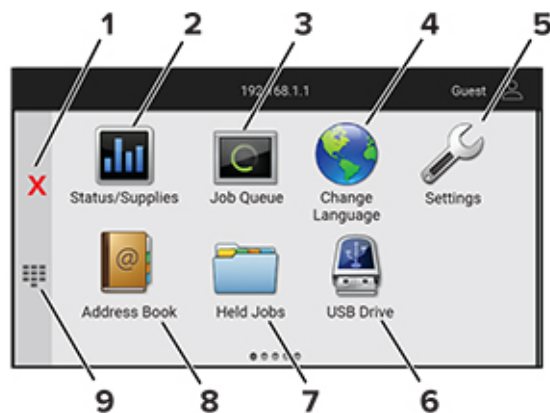 1 2 3 4 5
192.168.1.1 Guest
X
Status/Supplies Job Queue Change Language Settings
@
Address Book Held Jobs USB Drive
9 8 7 6